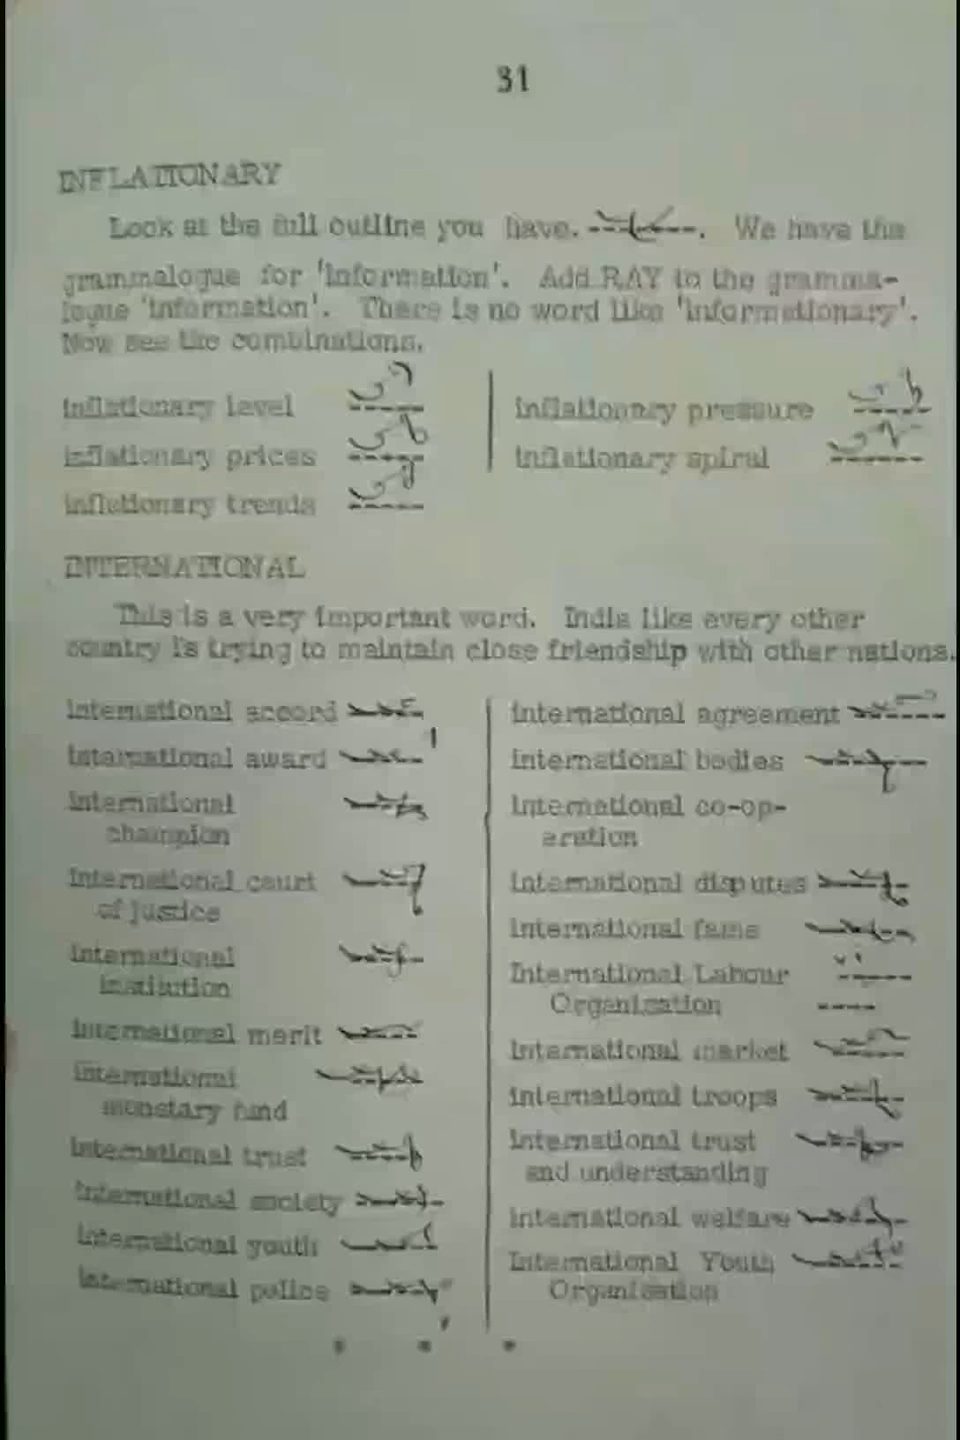 31
INFLATIONARY
Look at the full outline you have. We have the
grammalogue for 'information'. Add RAY to the gramma-
logue 'information'. There is no word like 'informationary'.
Now see the combinations.
inflationary level
inflationary pressure
inflationary prices
inflationary spiral
inflationary trends
INTERNATIONAL
This is a very important word. India like every other
country is trying to maintain close friendship with other nations.
international accord
international agreement
international award
international bodies
international
champion
international co-op-
eration
international court
of justice
international disputes
international fame
international
institution
International Labour
Organisation
international merit
international market
international
monetary fund
international troops
international trust
international trust
and understanding
international society
international welfare
international youth
International Youth
Organisation
international police